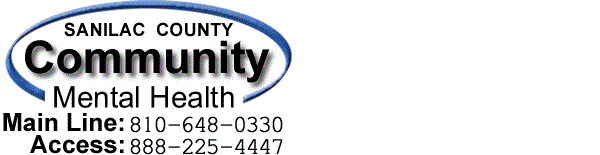 SANILAC COUNTY
Community
Mental Health
Main Line: 810-648-0330
Access: 888-225-4447